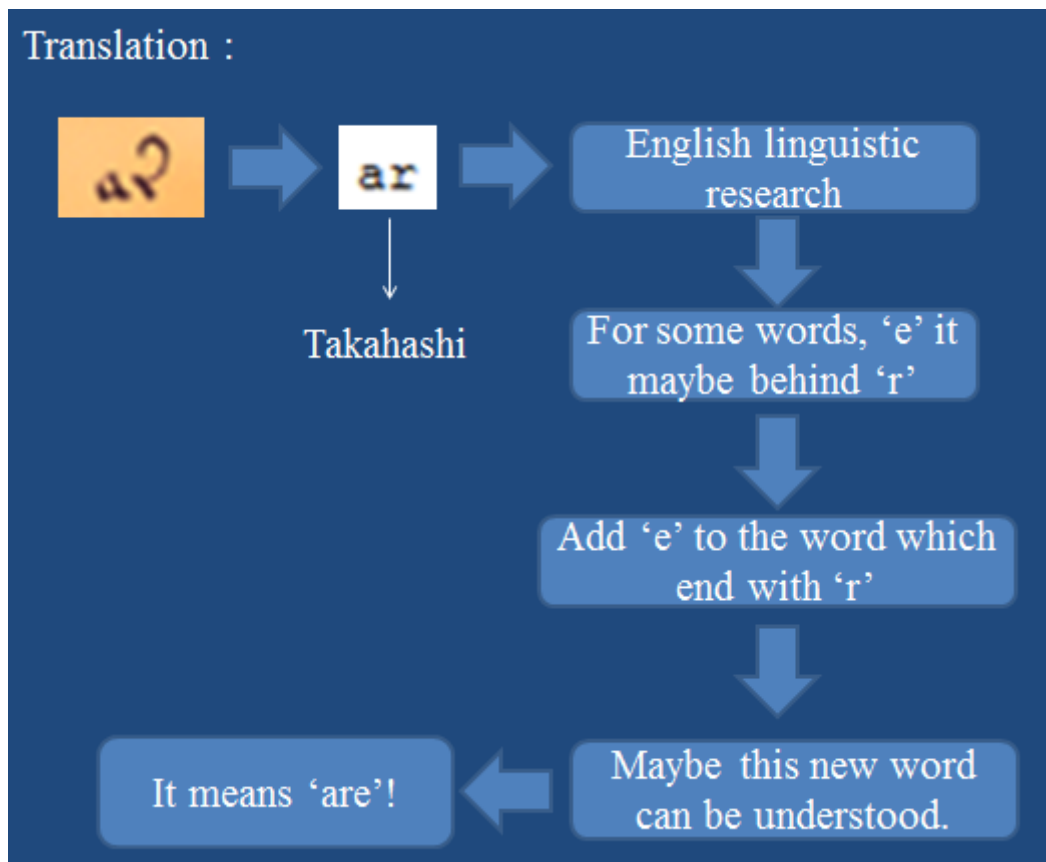 Translation :
ar
Takahashi
English linguistic
research
For some words, ‘e’ it
maybe behind ‘r’
Add ‘e’ to the word which
end with ‘r’
Maybe this new word
can be understood.
It means ‘are’!